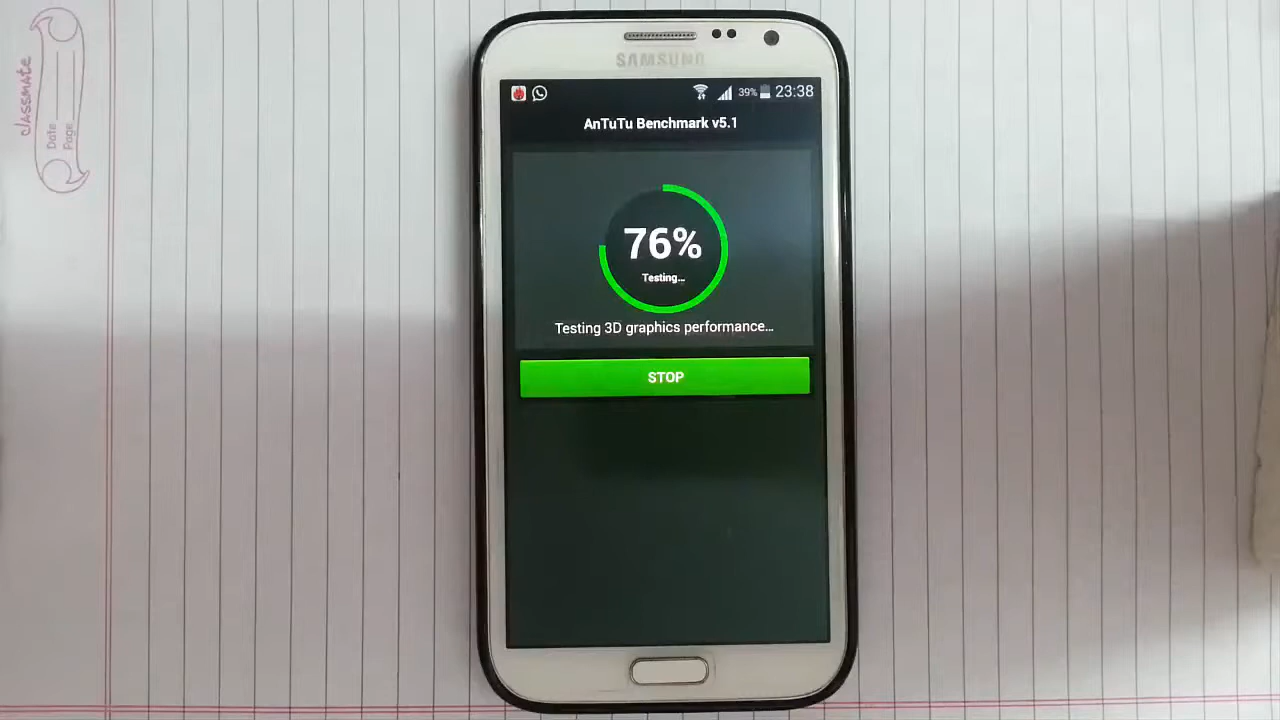 classmate
Date
Page
SAMSUNG
39% 23:38
AnTuTu Benchmark v5.1
76%
Testing...
Testing 3D graphics performance...
STOP